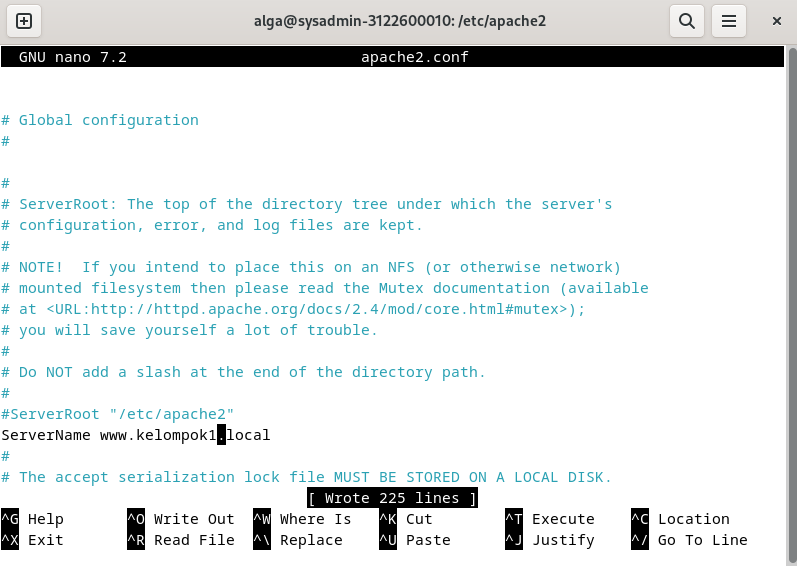 alga@sysadmin-3122600010: /etc/apache2
GNU nano 7.2 apache2.conf
# Global configuration
#
#
# ServerRoot: The top of the directory tree under which the server's
# configuration, error, and log files are kept.
#
# NOTE!  If you intend to place this on an NFS (or otherwise network)
# mounted filesystem then please read the Mutex documentation (available
# at <URL:http://httpd.apache.org/docs/2.4/mod/core.html#mutex>);
# you will save yourself a lot of trouble.
#
# Do NOT add a slash at the end of the directory path.
#
#ServerRoot "/etc/apache2"
ServerName www.kelompok1.local
#
# The accept serialization lock file MUST BE STORED ON A LOCAL DISK.
[ Wrote 225 lines ]
^G Help ^O Write Out ^W Where Is ^K Cut ^T Execute ^C Location
^X Exit ^R Read File ^\ Replace ^U Paste ^J Justify ^/ Go To Line